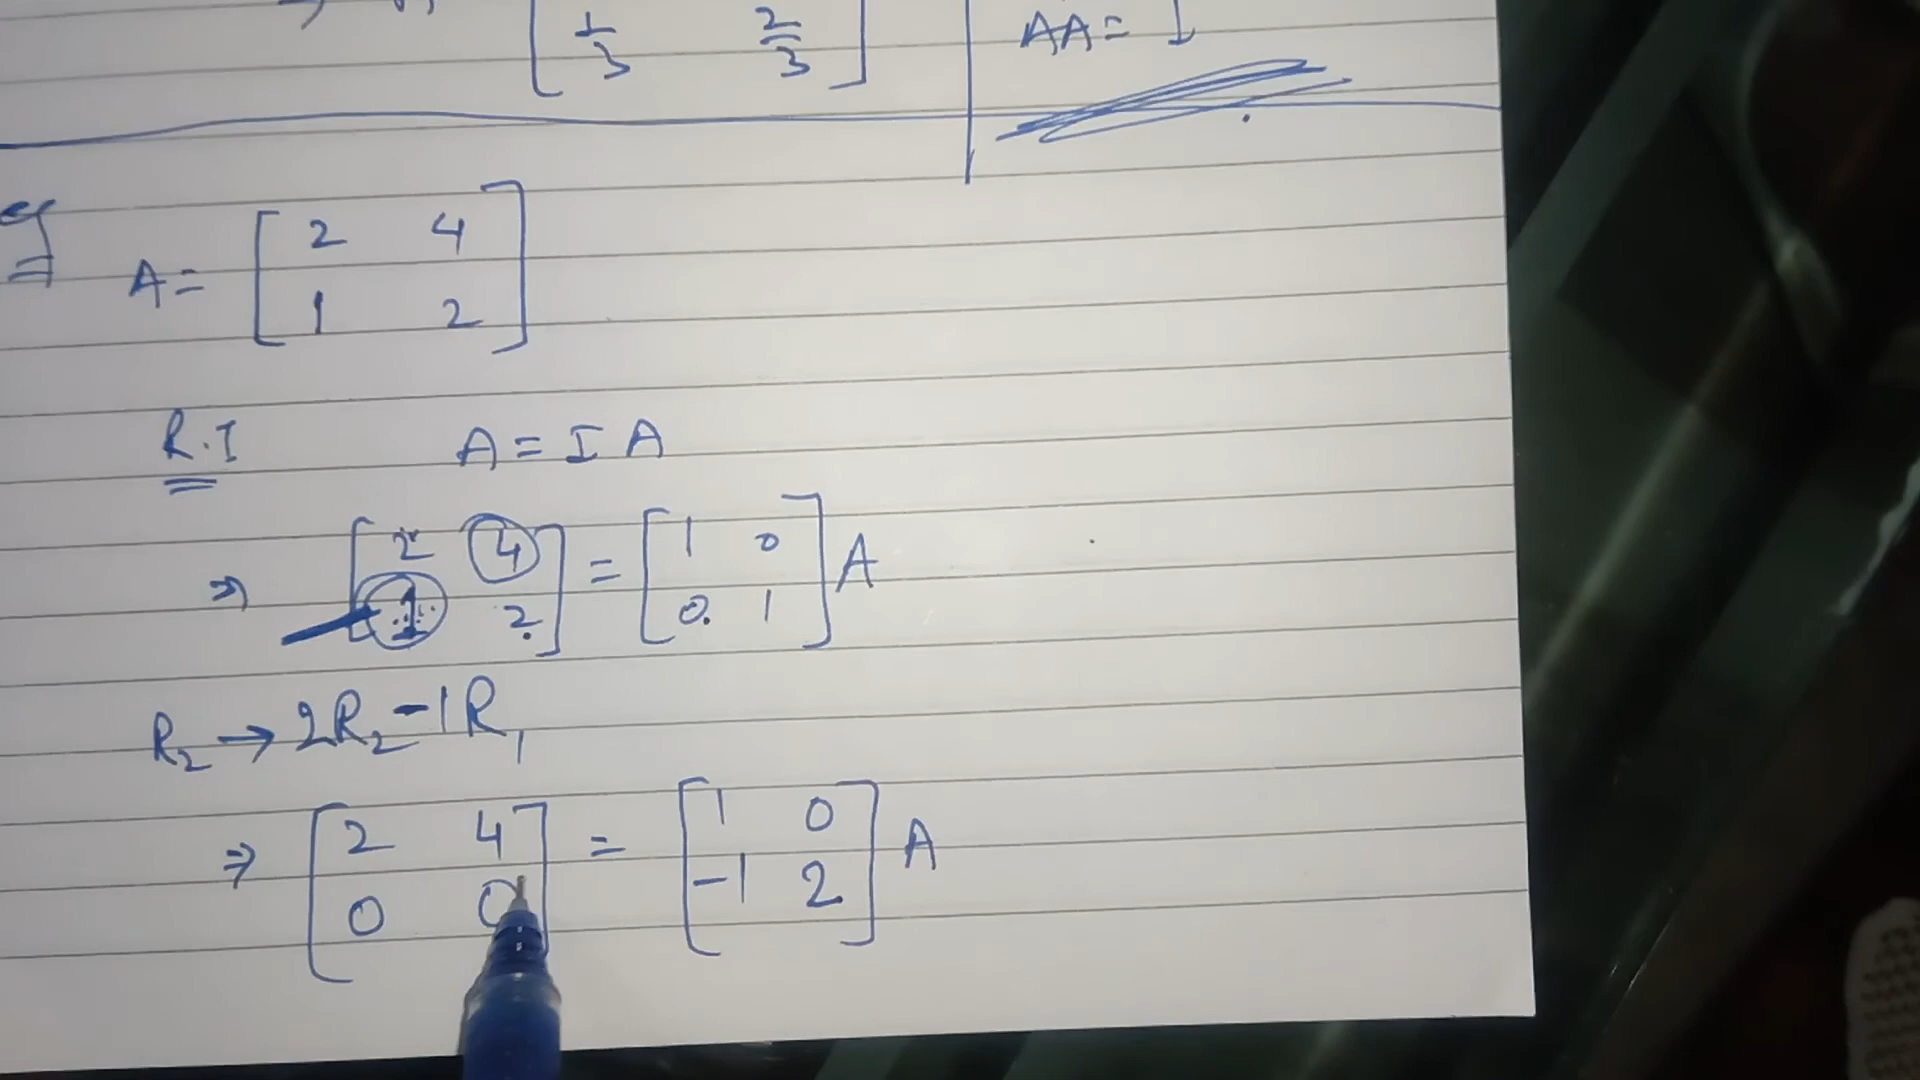 1/3 2/3
AA = I
eg A = [ 2 4
1 2 ]
R.I A = I A
⇒ [ 2 4 = [ 1 0 A
1 2 ] 0 1 ]
R₂ → 2R₂ - 1R₁
⇒ [ 2 4 = [ 1 0 A
0 0 ] -1 2 ]